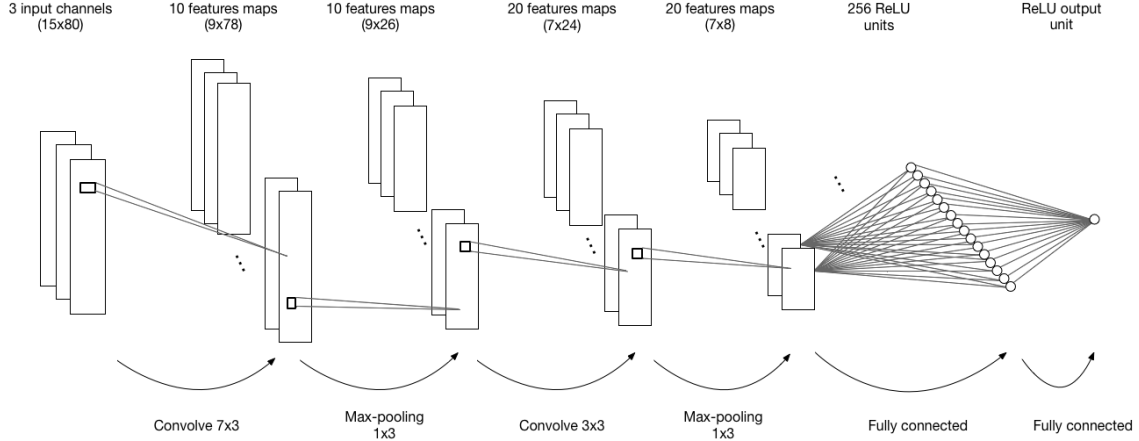 3 input channels
(15x80)
10 features maps
(9x78)
10 features maps
(9x26)
20 features maps
(7x24)
20 features maps
(7x8)
256 ReLU
units
ReLU output
unit
Convolve 7x3
Max-pooling
1x3
Convolve 3x3
Max-pooling
1x3
Fully connected
Fully connected